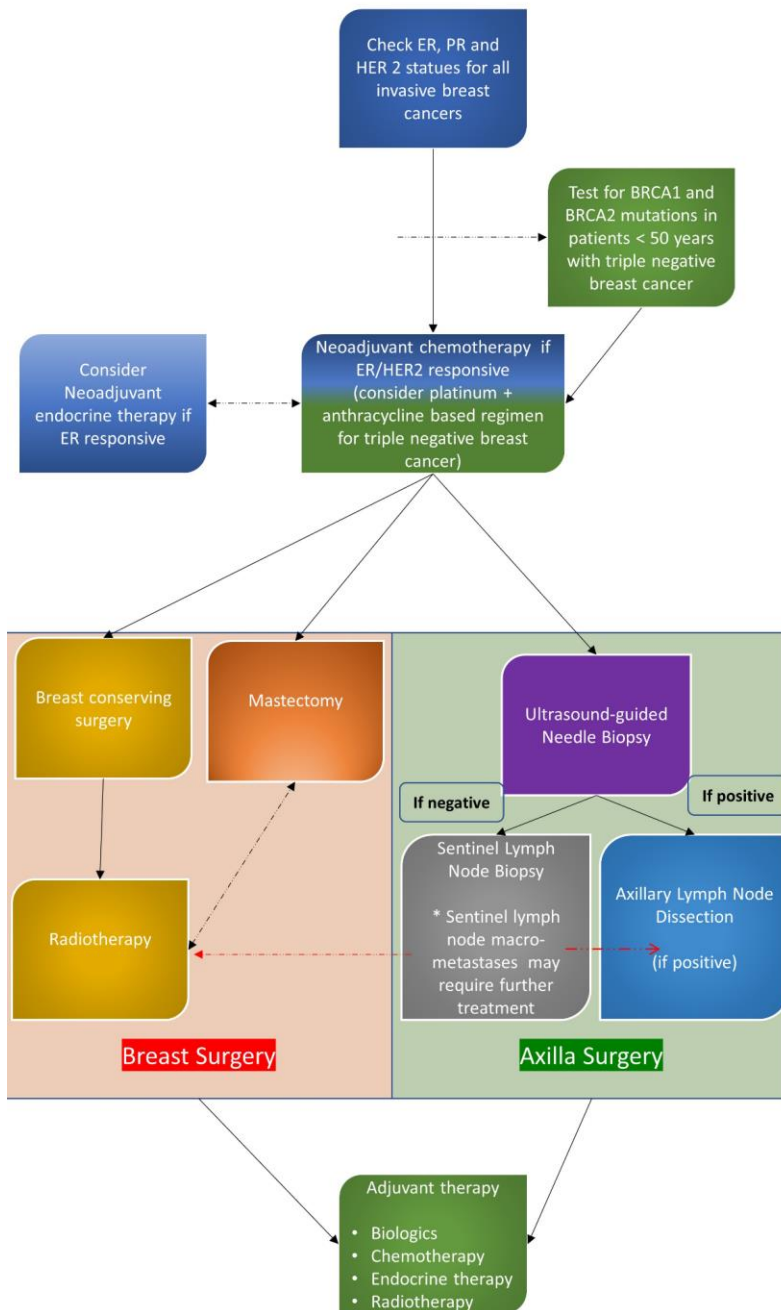 Check ER, PR and
HER 2 statues for all
invasive breast
cancers
Test for BRCA1 and
BRCA2 mutations in
patients < 50 years
with triple negative
breast cancer
Consider
Neoadjuvant
endocrine therapy if
ER responsive
Neoadjuvant chemotherapy if
ER/HER2 responsive
(consider platinum +
anthracycline based regimen
for triple negative breast
cancer)
Breast conserving
surgery
Mastectomy
Ultrasound-guided
Needle Biopsy
If negative
If positive
Radiotherapy
Sentinel Lymph
Node Biopsy
* Sentinel lymph
node macro-
metastases may
require further
treatment
Axillary Lymph Node
Dissection
(if positive)
Breast Surgery
Axilla Surgery
Adjuvant therapy
• Biologics
• Chemotherapy
• Endocrine therapy
• Radiotherapy